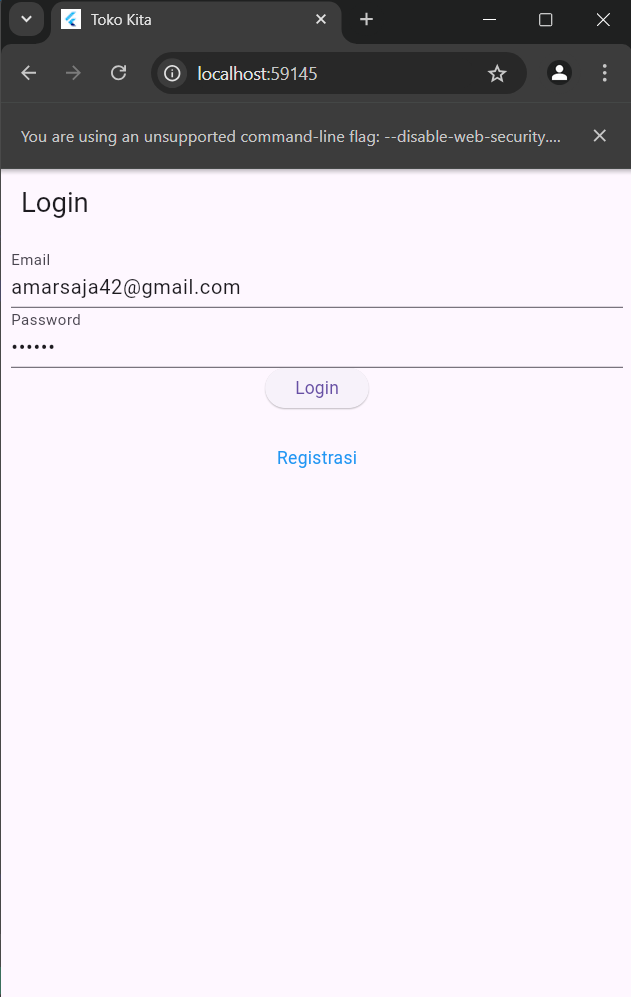 Toko Kita
localhost:59145
You are using an unsupported command-line flag: --disable-web-security....
Login
Email
amarsaja42@gmail.com
Password
••••••
Login
Registrasi